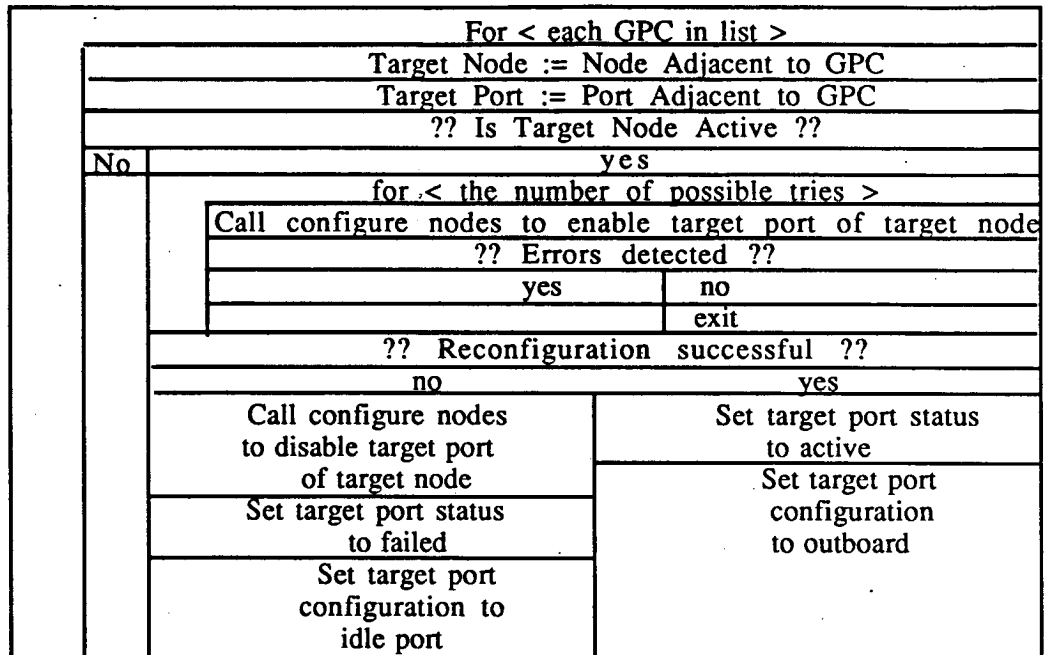 For < each GPC in list >
Target Node := Node Adjacent to GPC
Target Port := Port Adjacent to GPC
?? Is Target Node Active ??
No yes
for < the number of possible tries >
Call configure nodes to enable target port of target node
?? Errors detected ??
yes no
exit
?? Reconfiguration successful ??
no yes
Call configure nodes
to disable target port
of target node
Set target port status
to failed
Set target port
configuration to
idle port
Set target port status
to active
Set target port
configuration
to outboard